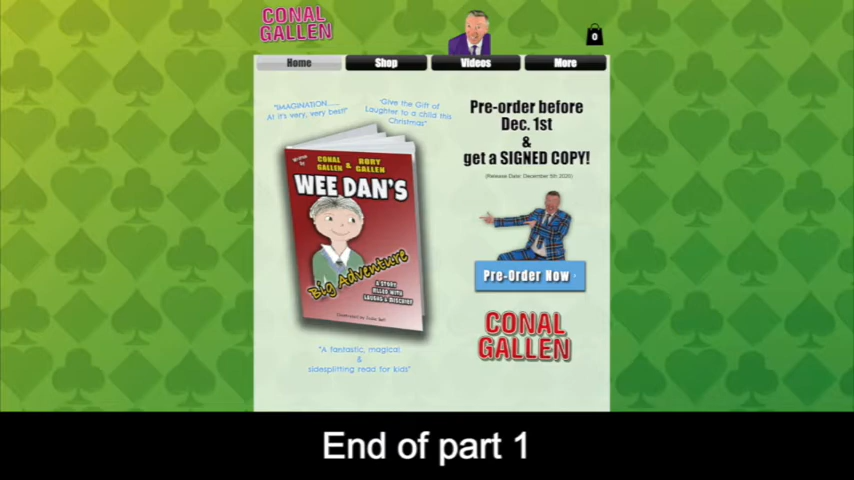 CONAL
GALLEN
0
Home
Shop
Videos
More
"IMAGINATION.....
At it's very, very best!"
"Give the Gift of
Laughter to a child this
Christmas"
Written
by
CONAL
GALLEN
&
RORY
GALLEN
WEE DAN'S
Big Adventure
A STORY
FILLED WITH
LAUGHS & MISCHIEF
Illustrated by
"A fantastic, magical
&
sidesplitting read for kids"
Pre-order before
Dec. 1st
&
get a SIGNED COPY!
(Release Date: December 5th 2020)
Pre-Order Now
CONAL
GALLEN
End of part 1